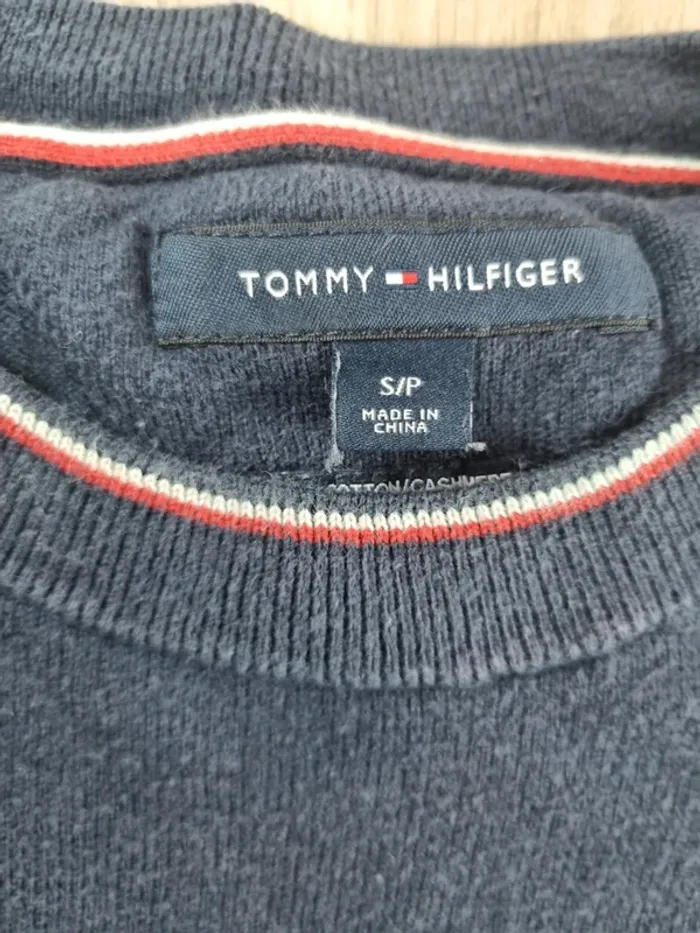 TOMMY HILFIGER
S/P
MADE IN
CHINA
COTTON/CASHMERE